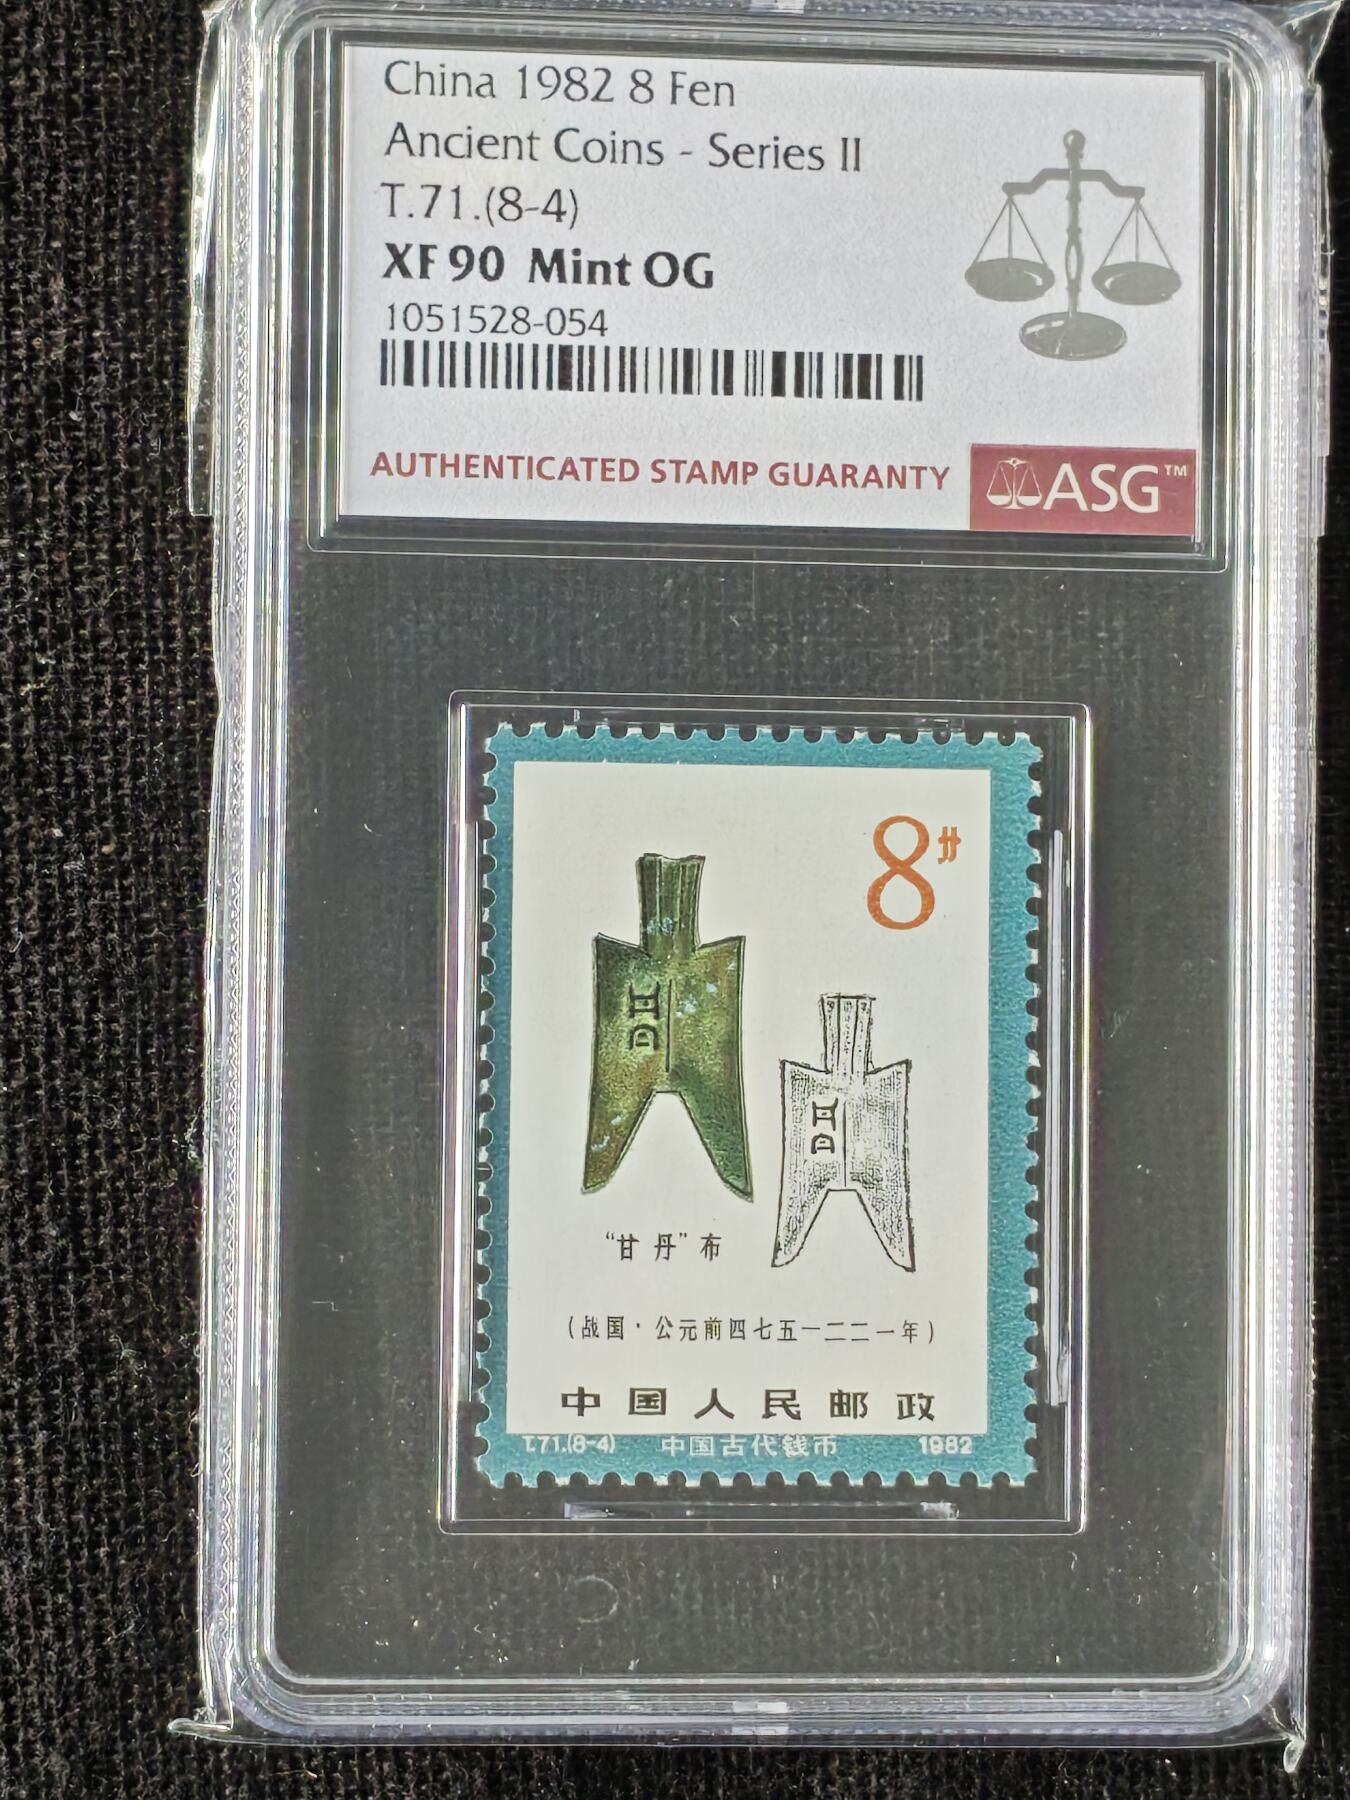 China 1982 8 Fen
Ancient Coins - Series II
T.71.(8-4)
XF 90 Mint OG
1051528-054
AUTHENTICATED STAMP GUARANTY
ASG™
8分
“甘丹”布
(战国·公元前四七五—二二一年)
中国人民邮政
T.71.(8-4) 中国古代钱币 1982